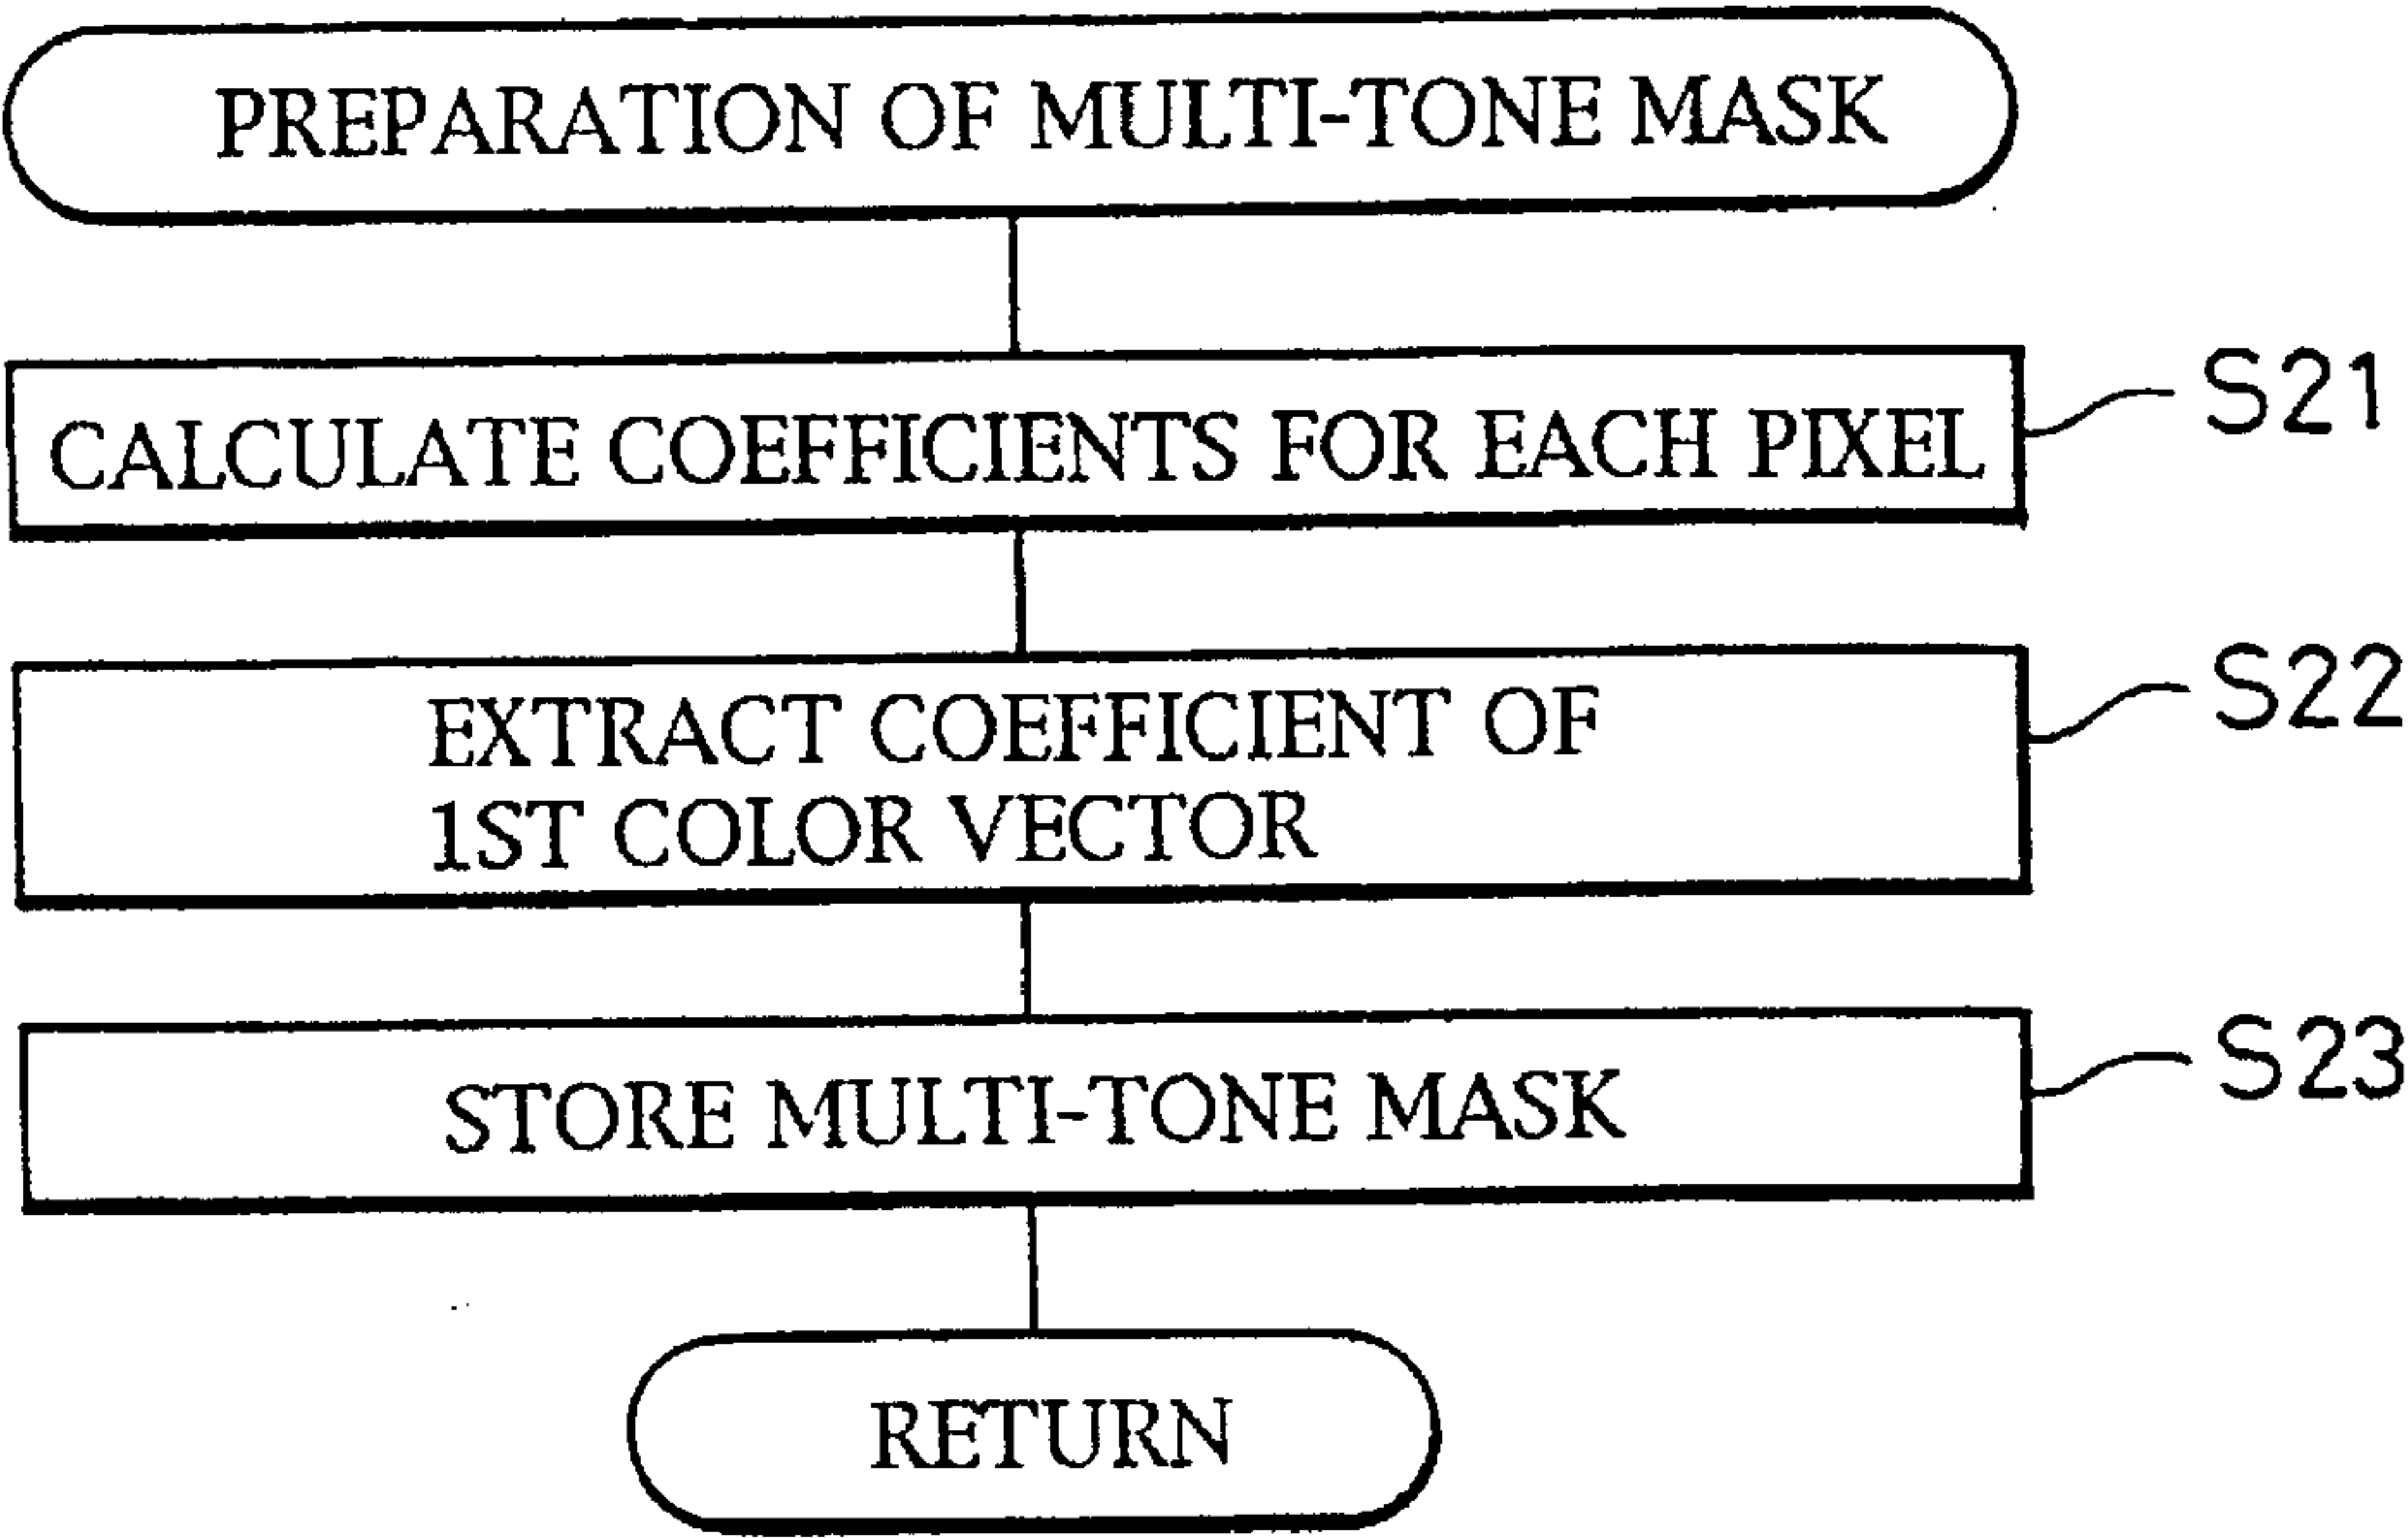 PREPARATION OF MULTI-TONE MASK
CALCULATE COEFFICIENTS FOR EACH PIXEL
S21
EXTRACT COEFFICIENT OF
1ST COLOR VECTOR
S22
STORE MULTI-TONE MASK
S23
RETURN